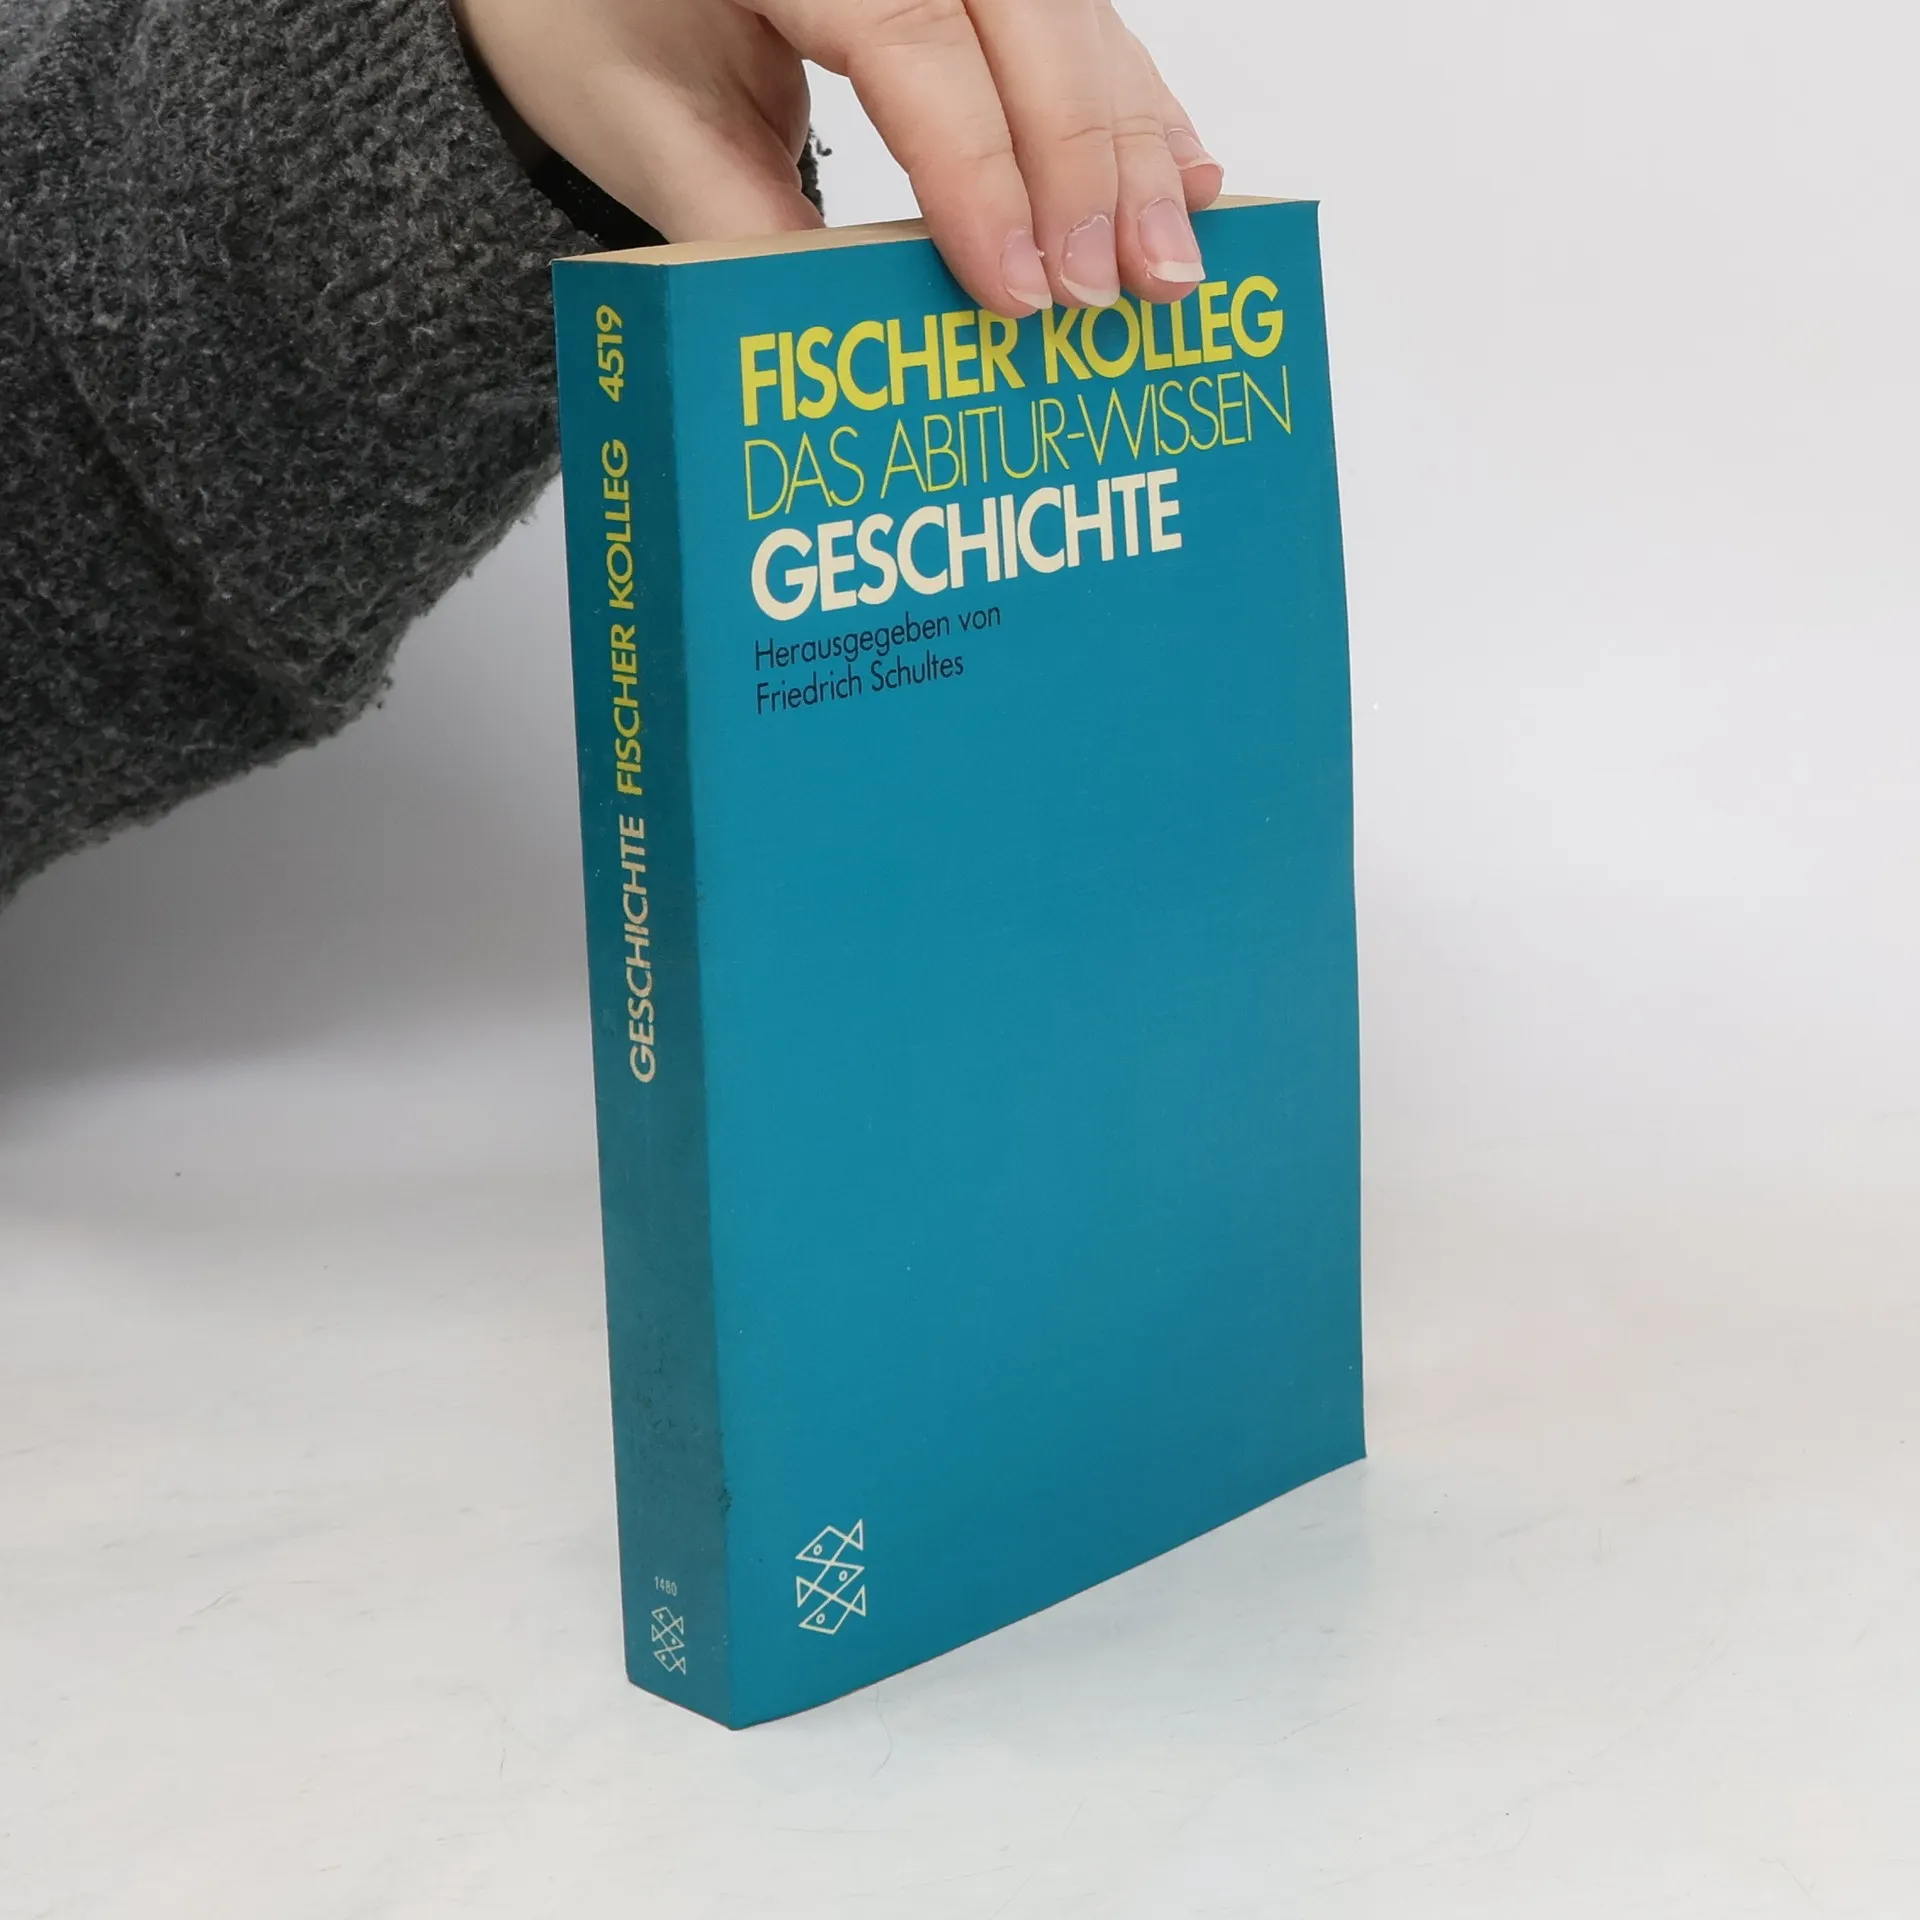 FISCHER KOLLEG
DAS ABITUR-WISSEN
GESCHICHTE
Herausgegeben von
Friedrich Schultes
GESCHICHTE FISCHER KOLLEG 4519
1480